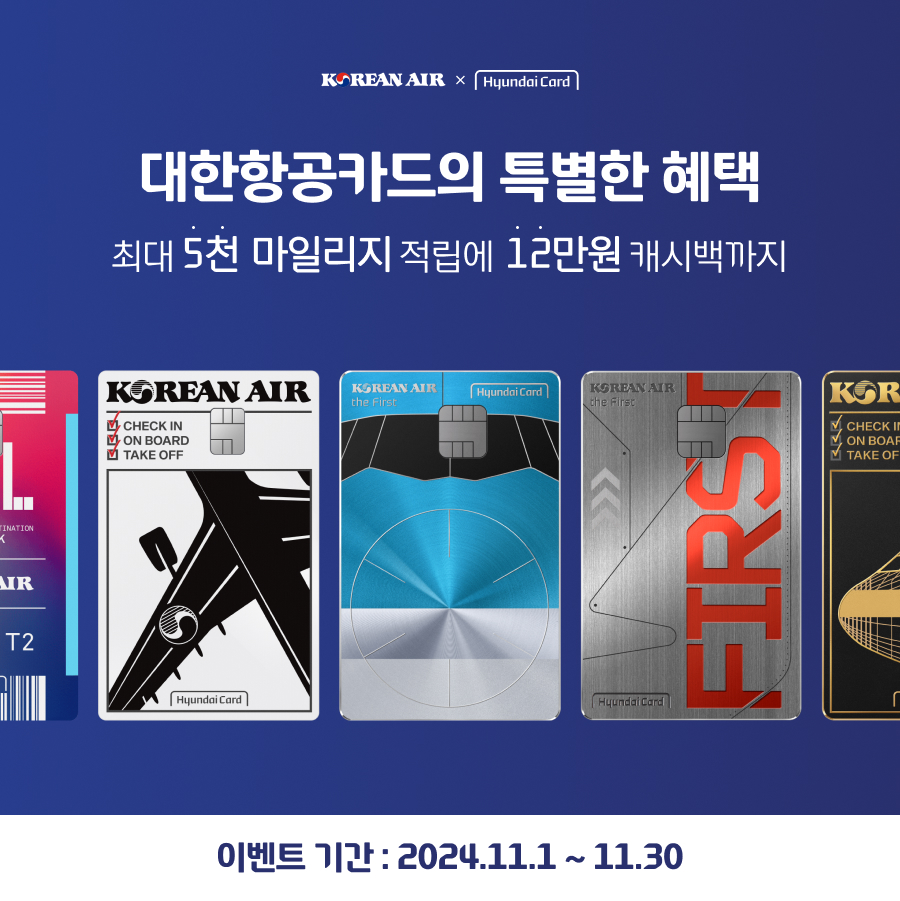 KOREAN AIR × Hyundai Card
대한항공카드의 특별한 혜택
최대 5천 마일리지 적립에 12만원 캐시백까지
AIR
T2
KOREAN AIR
CHECK IN
ON BOARD
TAKE OFF
Hyundai Card
KOREAN AIR
the First
Hyundai Card
KOREAN AIR
the First
FIRST
Hyundai Card
CHECK IN
ON BOAR
TAKE OF
이벤트 기간 : 2024.11.1 ~ 11.30